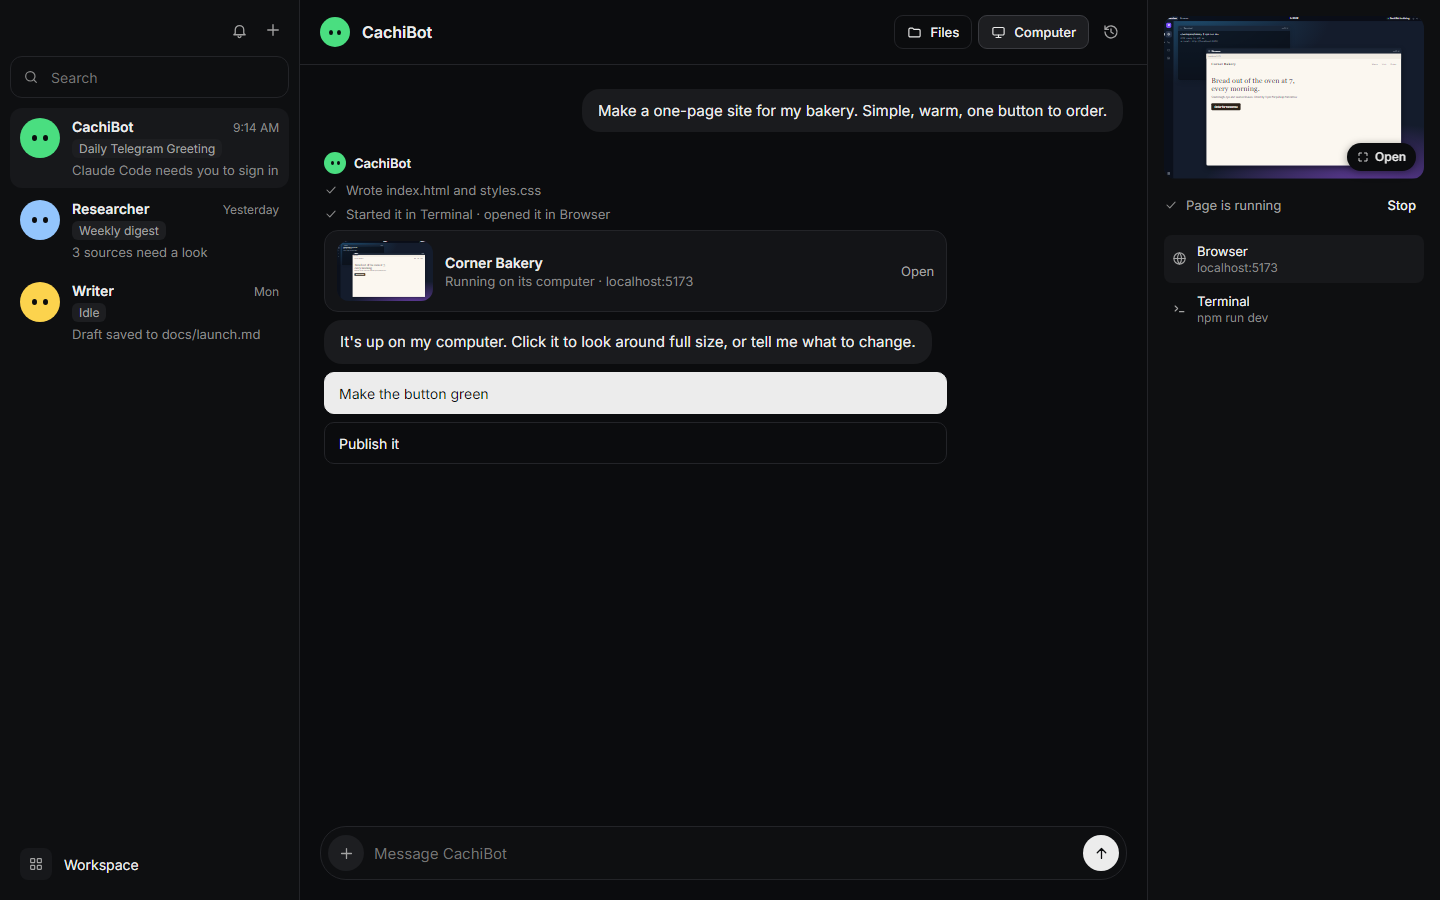 Search
CachiBot
9:14 AM
Daily Telegram Greeting
Claude Code needs you to sign in
Researcher
Yesterday
Weekly digest
3 sources need a look
Writer
Mon
Idle
Draft saved to docs/launch.md
Workspace
CachiBot
Files
Computer
Make a one-page site for my bakery. Simple, warm, one button to order.
CachiBot
Wrote index.html and styles.css
Started it in Terminal · opened it in Browser
Corner Bakery
Running on its computer · localhost:5173
Open
It's up on my computer. Click it to look around full size, or tell me what to change.
Make the button green
Publish it
Message CachiBot
Bread out of the oven at 7,
every morning.
Open
Page is running
Stop
Browser
localhost:5173
Terminal
npm run dev